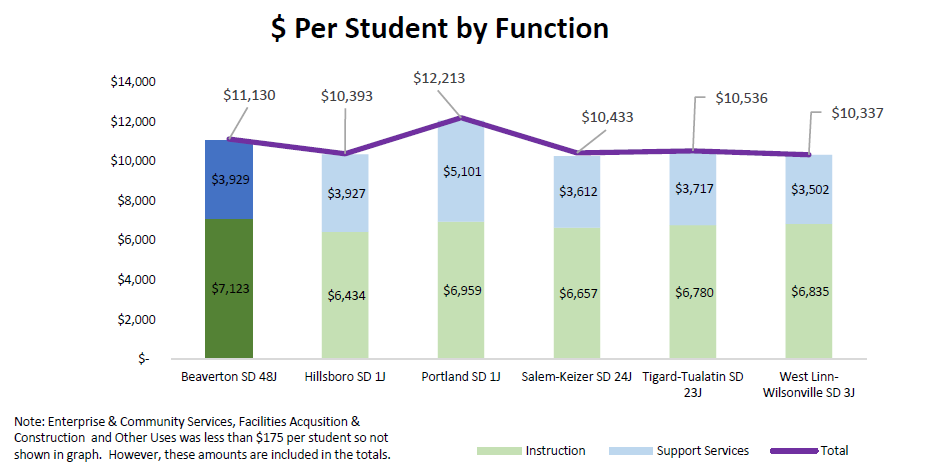 $ Per Student by Function
$14,000
$12,000
$10,000
$8,000
$6,000
$4,000
$2,000
$-
$11,130
$10,393
$12,213
$10,433
$10,536
$10,337
$3,929
$3,927
$5,101
$3,612
$3,717
$3,502
$7,123
$6,434
$6,959
$6,657
$6,780
$6,835
Beaverton SD 48J
Hillsboro SD 1J
Portland SD 1J
Salem-Keizer SD 24J
Tigard-Tualatin SD
23J
West Linn-
Wilsonville SD 3J
Note: Enterprise & Community Services, Facilities Acqusition &
Construction and Other Uses was less than $175 per student so not
shown in graph. However, these amounts are included in the totals.
Instruction
Support Services
Total